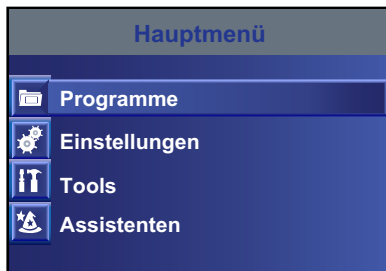 Hauptmenü
Programme
Einstellungen
Tools
Assistenten